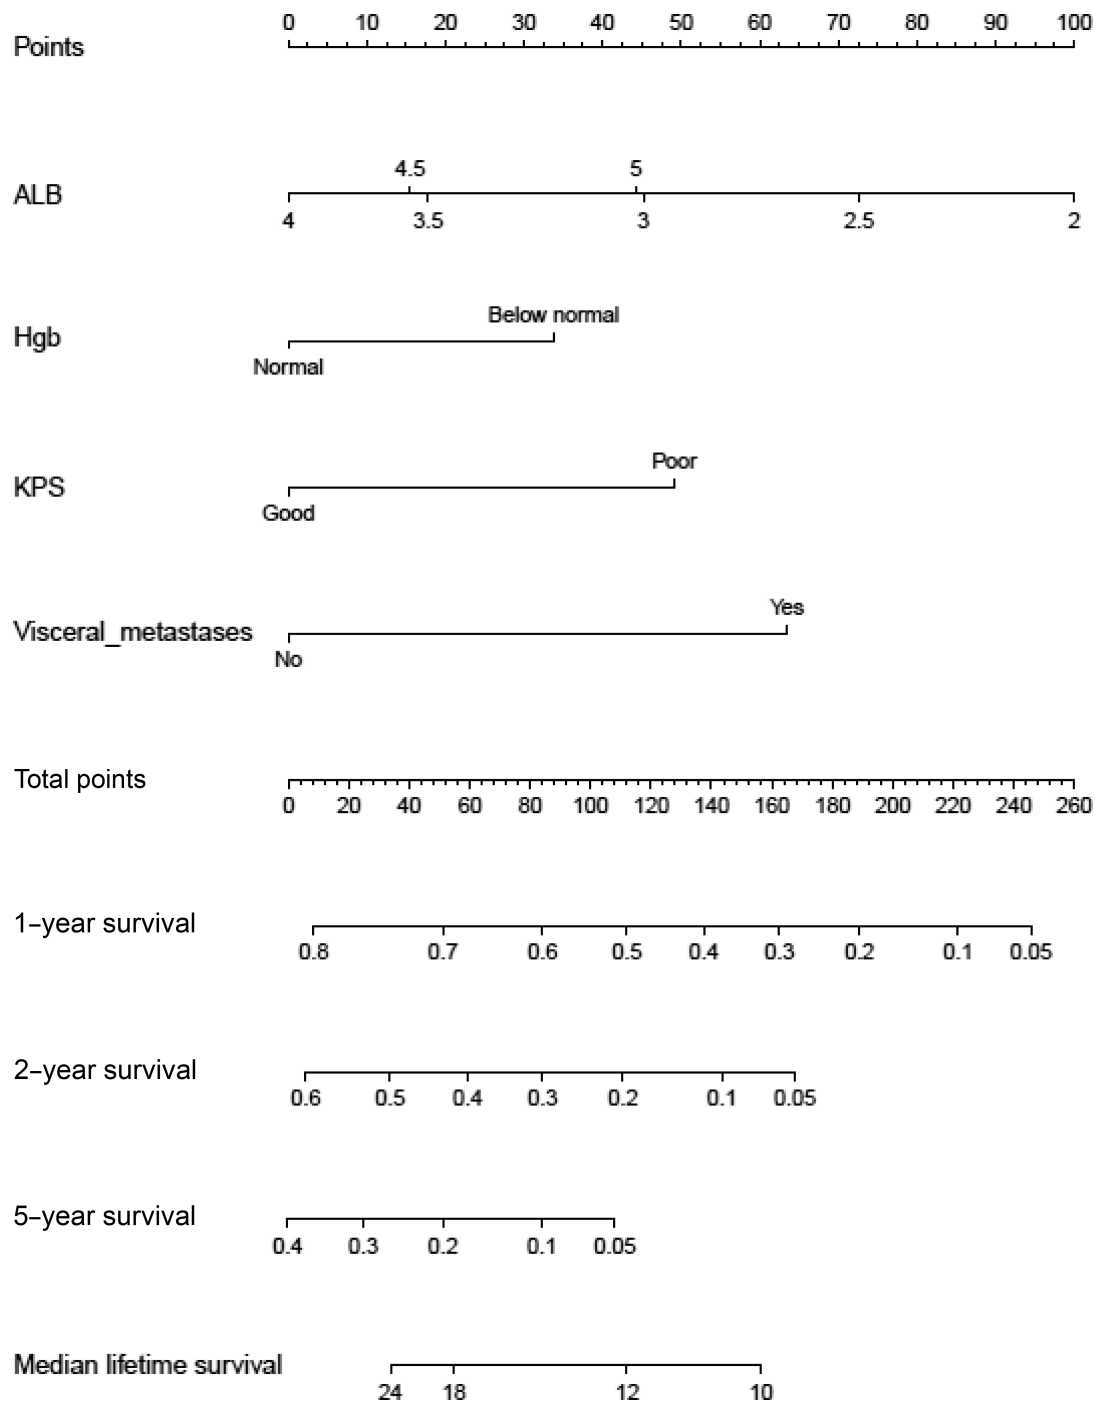 0 10 20 30 40 50 60 70 80 90 100
Points
4.5 5
ALB
4 3.5 3 2.5 2
Below normal
Hgb
Normal
Poor
KPS
Good
Yes
Visceral_metastases
No
Total points
0 20 40 60 80 100 120 140 160 180 200 220 240 260
1-year survival
0.8 0.7 0.6 0.5 0.4 0.3 0.2 0.1 0.05
2-year survival
0.6 0.5 0.4 0.3 0.2 0.1 0.05
5-year survival
0.4 0.3 0.2 0.1 0.05
Median lifetime survival
24 18 12 10